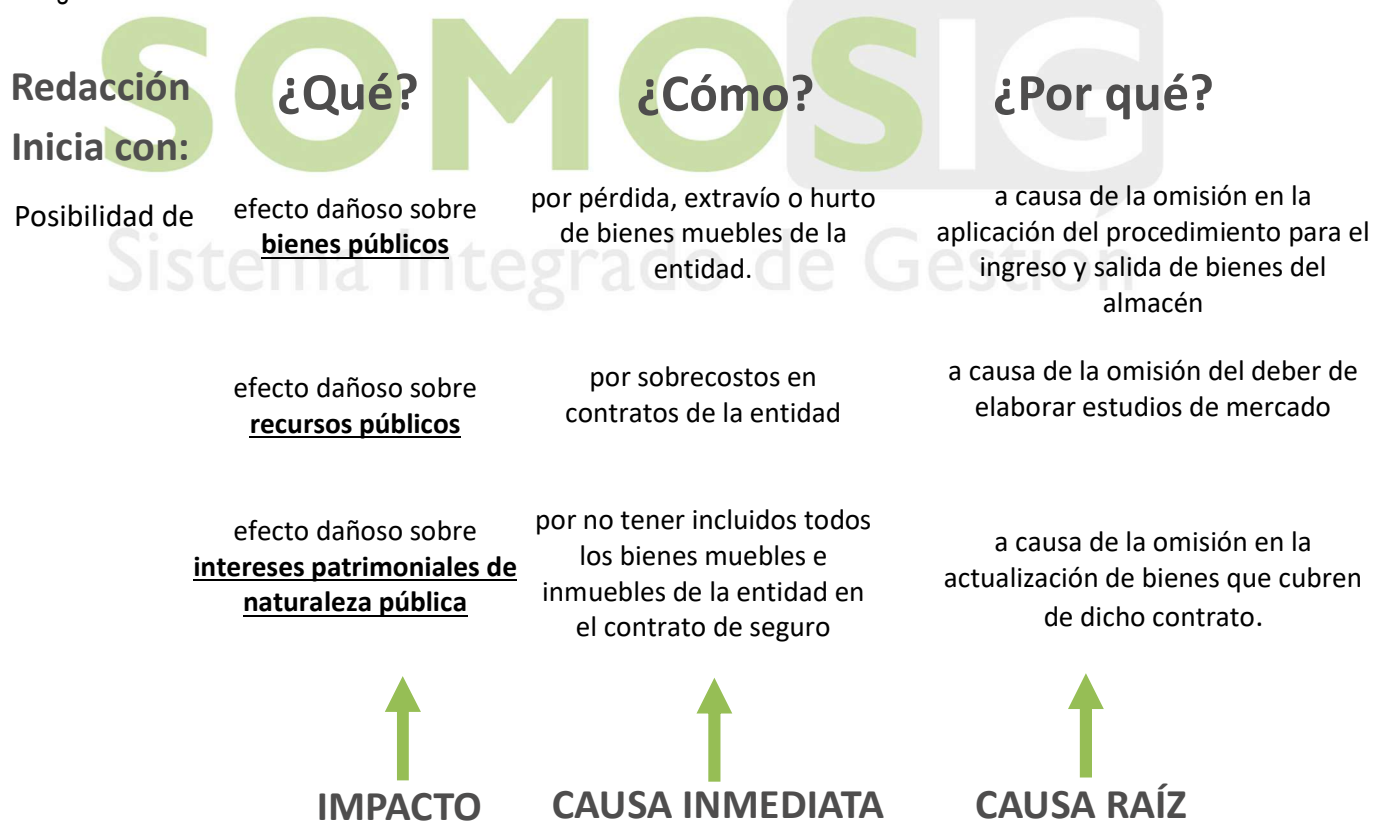 SOMOSIG
Sistema Integrado de Gestión
Redacción
Inicia con:
¿Qué?
¿Cómo?
¿Por qué?
Posibilidad de
efecto dañoso sobre
bienes públicos
por pérdida, extravío o hurto
de bienes muebles de la
entidad.
a causa de la omisión en la
aplicación del procedimiento para el
ingreso y salida de bienes del
almacén
efecto dañoso sobre
recursos públicos
por sobrecostos en
contratos de la entidad
a causa de la omisión del deber de
elaborar estudios de mercado
efecto dañoso sobre
intereses patrimoniales de
naturaleza pública
por no tener incluidos todos
los bienes muebles e
inmuebles de la entidad en
el contrato de seguro
a causa de la omisión en la
actualización de bienes que cubren
de dicho contrato.
IMPACTO
CAUSA INMEDIATA
CAUSA RAÍZ